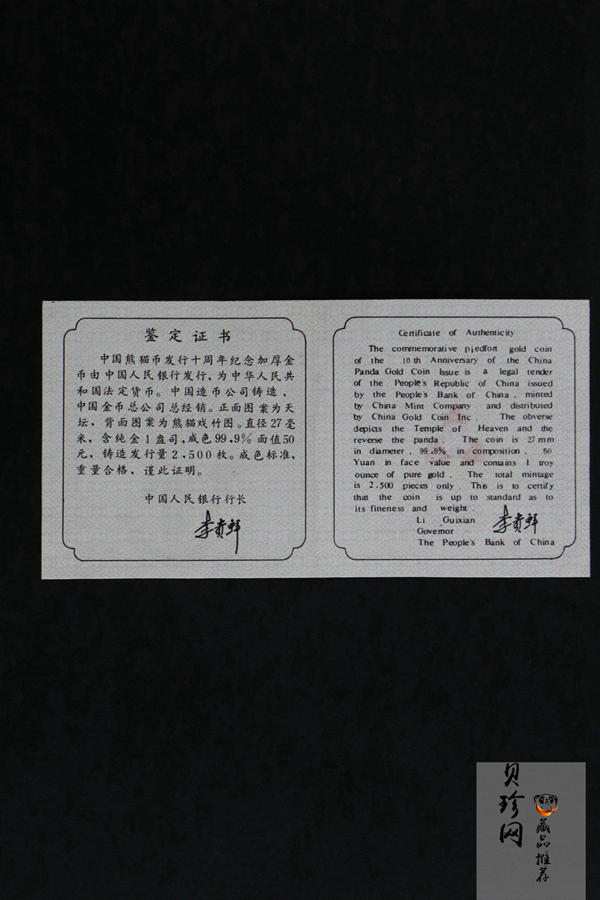 鉴定证书
中国熊猫币发行十周年纪念加厚金
币由中国人民银行发行，为中华人民共
和国法定货币。中国造币公司铸造，
中国金币总公司总经销。正面图案为天
坛，背面图案为熊猫戏竹图。直径27毫
米，含纯金1盎司，成色99.9％面值50
元，铸造发行量2,500枚。成色标准，
重量合格，谨此证明。
中国人民银行行长
李贵鲜
Certificate of Authenticity
The commemorative piedfort gold coin
of the 10th Anniversary of the China
Panda Gold Coin Issue is a legal tender
of the People's Republic of China issued
by the People's Bank of China, minted
by China Mint Company and distributed
by China Gold Coin Inc. The obverse
depicts the Temple of Heaven and the
reverse the panda. The coin is 27mm
in diameter, 99.9% in composition, 50
Yuan in face value and contains 1 troy
ounce of pure gold. The total mintage
is 2,500 pieces only. This is to certify
that the coin is up to standard as to
its fineness and weight.
Li Guixian 李贵鲜
Governor
The People's Bank of China
贝珍网
藏品推荐